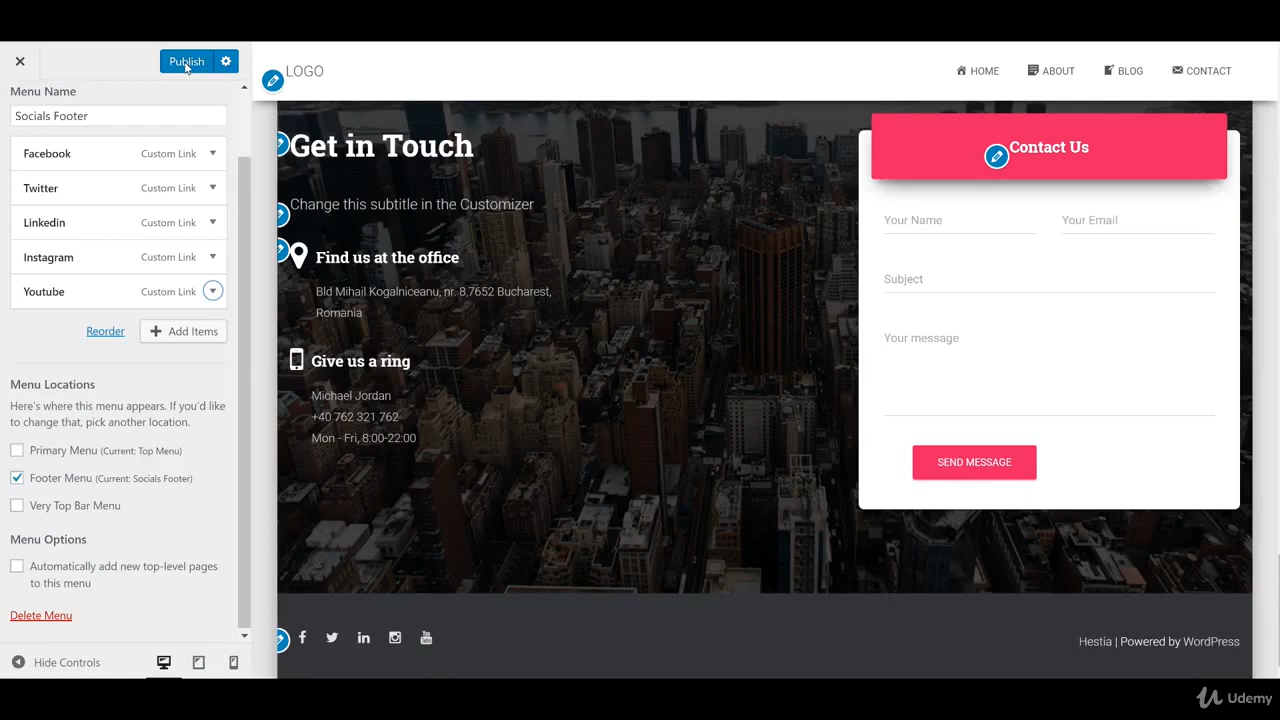 Publish
Menu Name
Socials Footer
Facebook Custom Link
Twitter Custom Link
Linkedin Custom Link
Instagram Custom Link
Youtube Custom Link
Reorder
Add Items
Menu Locations
Here's where this menu appears. If you'd like
to change that, pick another location.
Primary Menu (Current: Top Menu)
Footer Menu (Current: Socials Footer)
Very Top Bar Menu
Menu Options
Automatically add new top-level pages
to this menu
Delete Menu
Hide Controls
LOGO
HOME ABOUT BLOG CONTACT
Get in Touch
Change this subtitle in the Customizer
Find us at the office
Bld Mihail Kogalniceanu, nr. 8,7652 Bucharest,
Romania
Give us a ring
Michael Jordan
+40 762 321 762
Mon - Fri, 8:00-22:00
Contact Us
Your Name Your Email
Subject
Your message
SEND MESSAGE
You Tube
Hestia | Powered by WordPress
Udemy